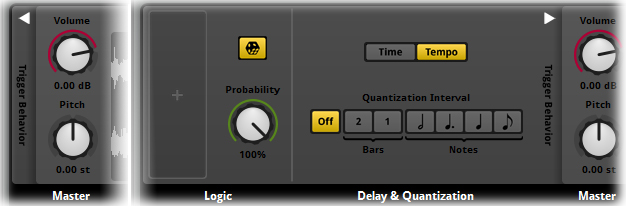 Volume
0.00 dB
Pitch
0.00 st
Trigger Behavior
Master
+
Probability
100%
Logic
Time Tempo
Quantization Interval
Off 2 1
Bars Notes
Delay & Quantization
Trigger Behavior
Volume
0.00 dB
Pitch
0.00 st
Master